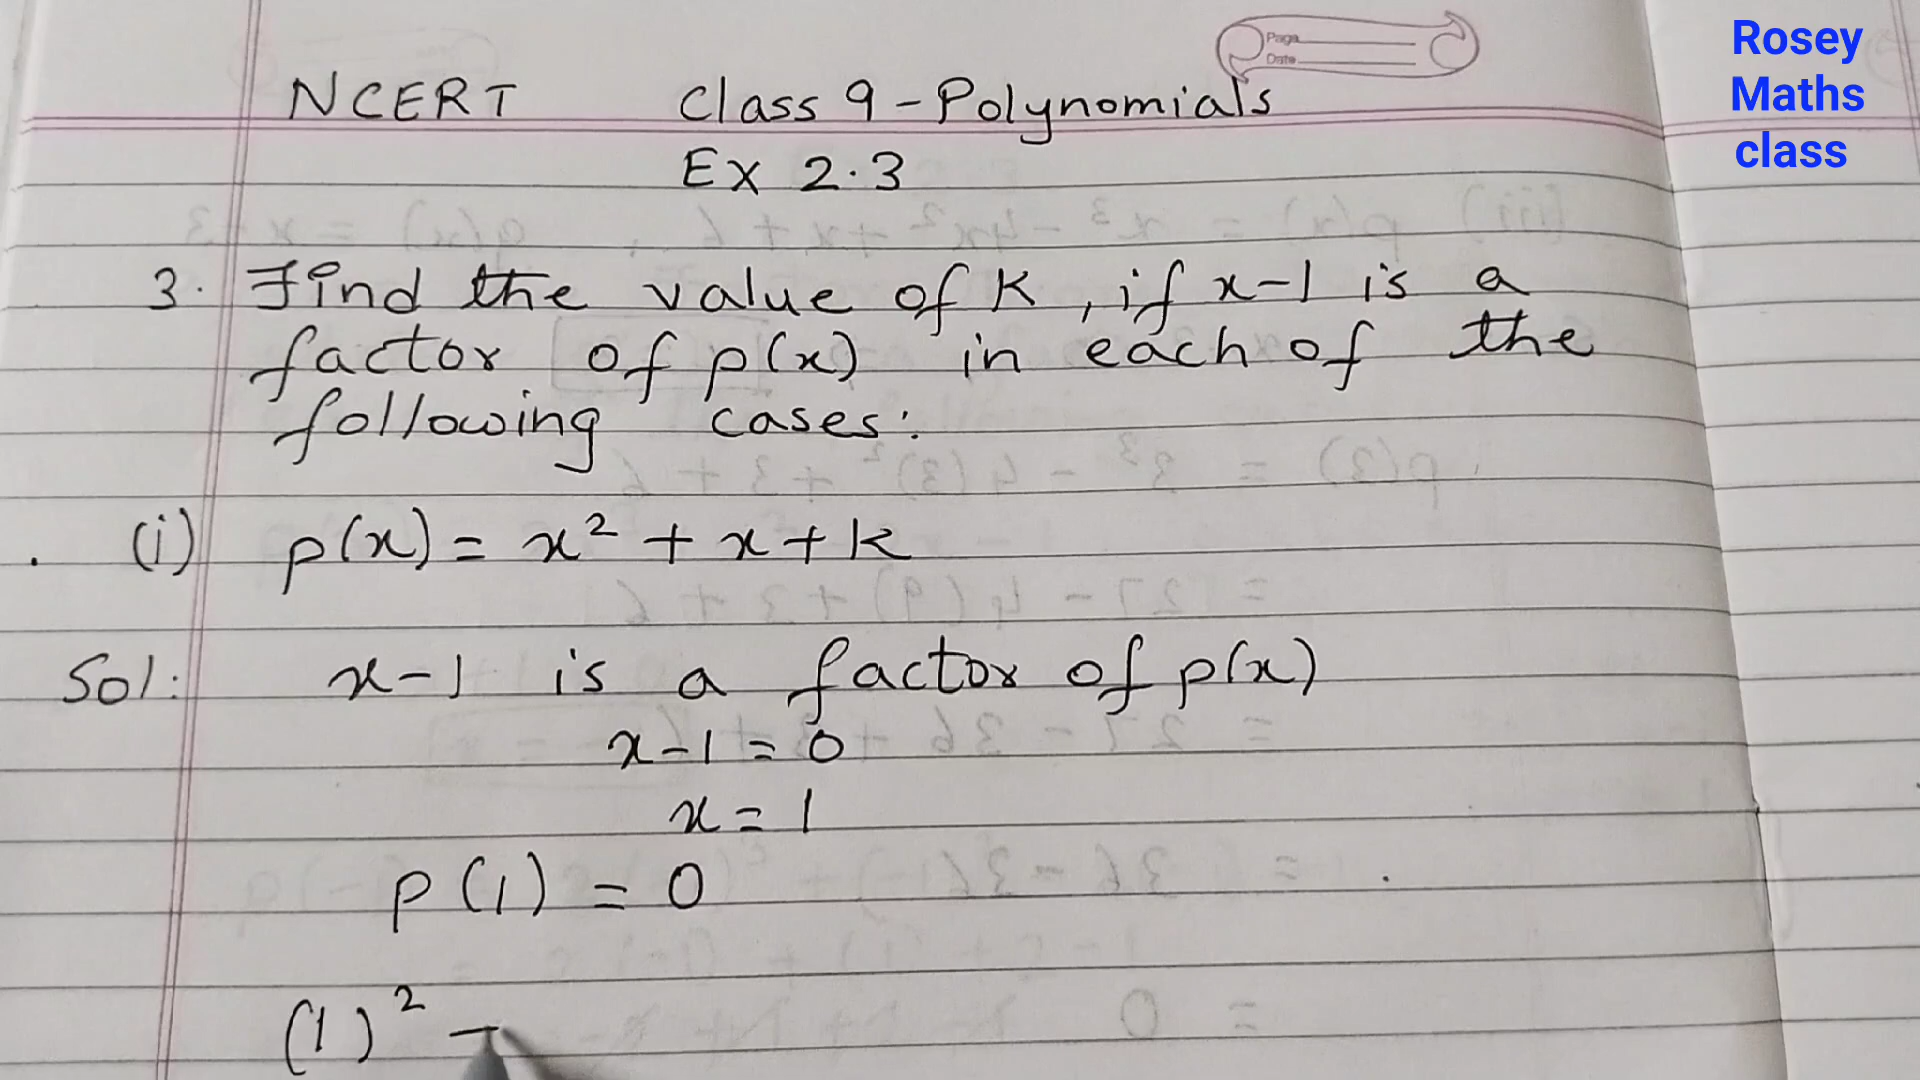 Rosey
Maths
class
Page
Date
NCERT Class 9 - Polynomials
Ex 2.3
3. Find the value of K, if x-1 is a
factor of p(x) in each of the
following cases:
(i) p(x) = x² + x + k
Sol: x-1 is a factor of p(x)
x-1 = 0
x = 1
p(1) = 0
(1)²